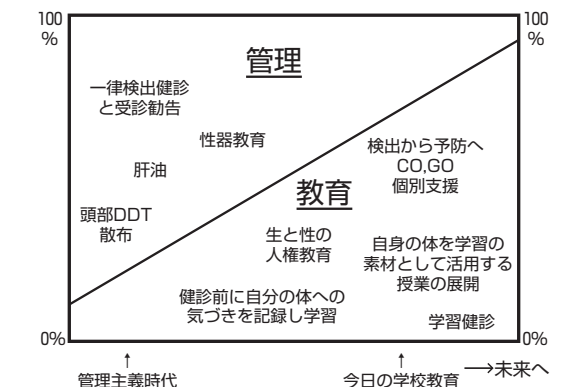 100
%
100
%
管理
一律検出健診
と受診勧告
性器教育
肝油
頭部DDT
散布
検出から予防へ
CO,GO
個別支援
教育
生と性の
人権教育
自身の体を学習の
素材として活用する
授業の展開
健診前に自分の体への
気づきを記録し学習
学習健診
0%
0%
↑
管理主義時代
↑
今日の学校教育
→未来へ